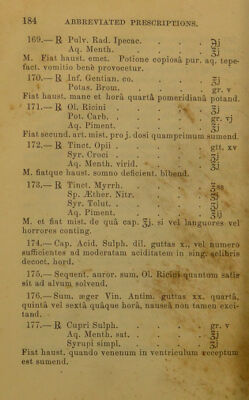 184 ABBREVIATED PRESCRIPTIONS.
169.— ℞ Pulv. Rad. Ipecac. . . . ℈j
Aq. Menth. . . . ℥j
M. Fiat haust. emet. Potione copiosâ pur. aq. tepe-
fact. vomitio benè provocetur.
170.— ℞ Inf. Gentian. co. . . . ℥j
Potas. Brom. . . . gr. v
Fiat haust. mane et horâ quartâ pomeridianâ potand.
171.— ℞ Ol. Ricini . . . ʒj
Pot. Carb. . . . gr. vj
Aq. Piment. . . . ℥j
Fiat secund. art. mist. pro j. dosi quamprimum sumend.
172.— ℞ Tinct. Opii . . . gtt. xv
Syr. Croci . . . ʒj
Aq. Menth. virid. . . . ℥j
M. fiatque haust. somno deficient. bibend.
173.— ℞ Tinct. Myrrh.
Sp. Æther. Nitr.
Syr. Tolut. . . .
Aq. Piment.
M. et fiat mist. de quâ cap. ℥j. si vel languores vel
horrores conting.
174.— Cap. Acid. Sulph. dil. guttas x., vel numero
sufficientes ad moderatam aciditatem in sing. gelibris
decoct. hord.
175.— Sequent. auror. sum. Ol. Ricini quantum satis
sit ad alvum solvend.
176.— Sum. æger Vin. Antim. guttas xx. quartâ,
quintâ vel sextâ quâque horâ, nauseâ non tamen exci-
tand.
177.— ℞ Cupri Sulph. . . . gr. v
Aq. Menth. sat. . . . ℥j
Syrupi simpl. . . . ʒj
Fiat haust. quando venenum in ventriculum receptum
est sumend.